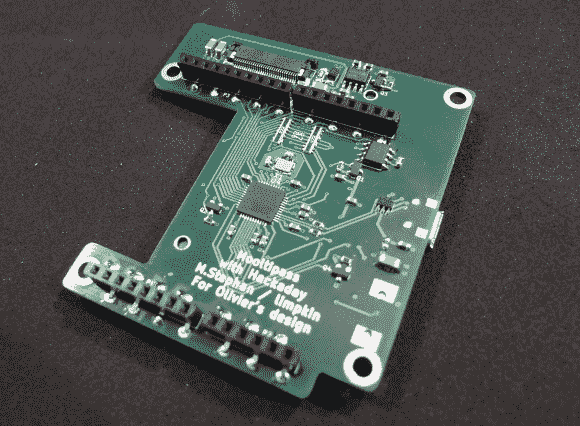 Mooltipass
with Hackaday
M.Stephan / limpkin
For Olivier's design